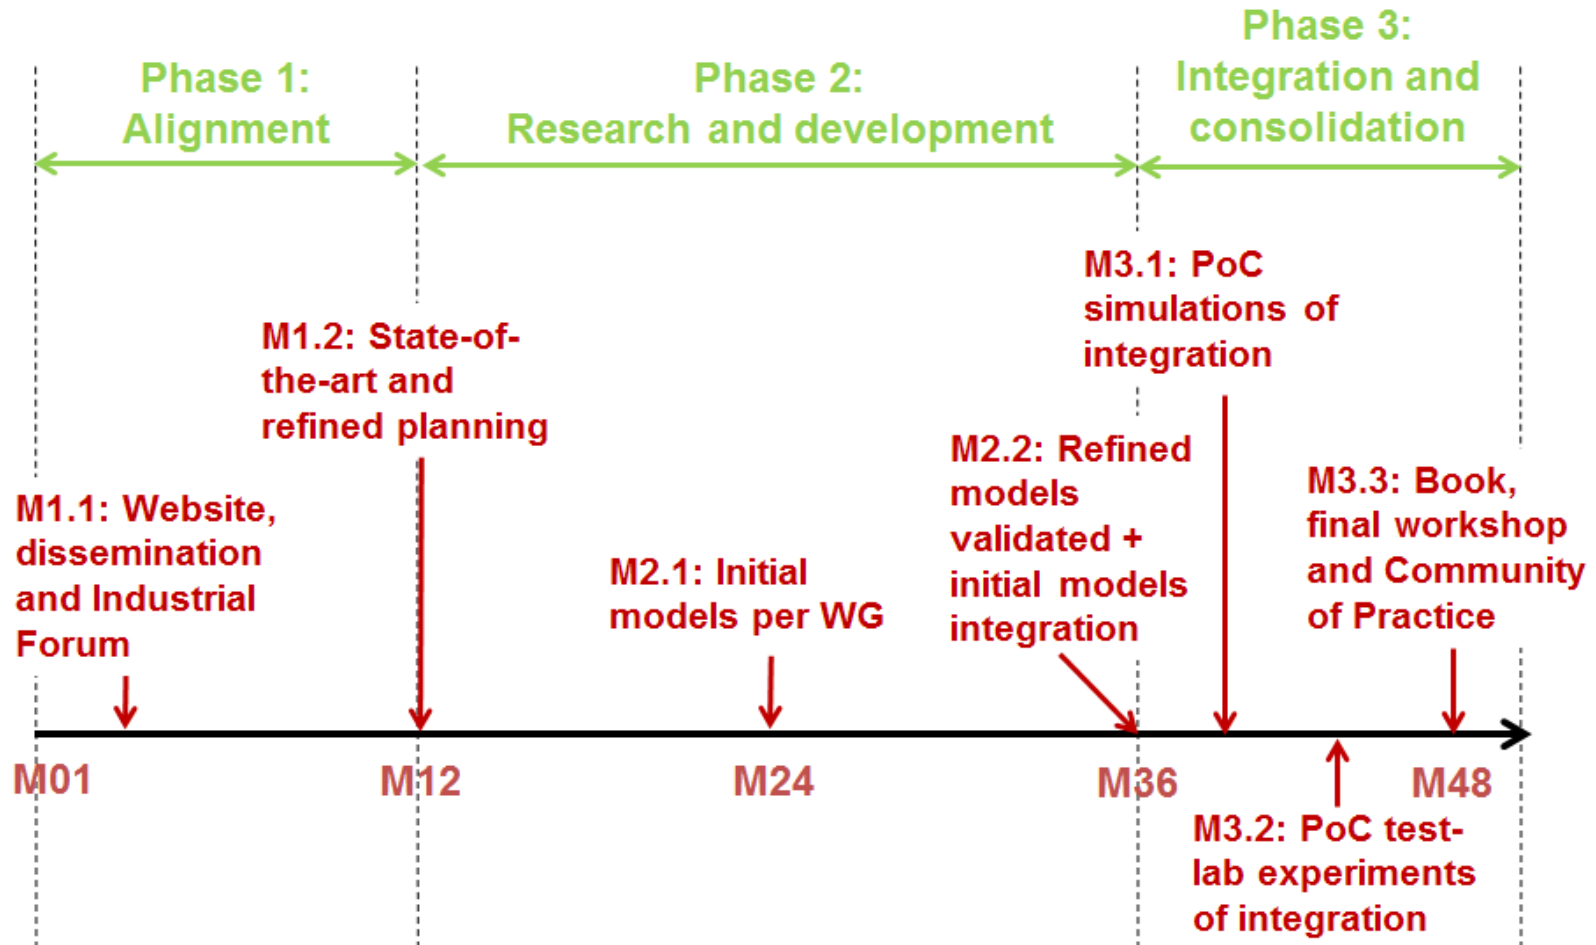 Phase 1:
Alignment
Phase 2:
Research and development
Phase 3:
Integration and
consolidation
M1.1: Website,
dissemination
and Industrial
Forum
M1.2: State-of-
the-art and
refined planning
M2.1: Initial
models per WG
M2.2: Refined
models
validated +
initial models
integration
M3.1: PoC
simulations of
integration
M3.3: Book,
final workshop
and Community
of Practice
M01
M12
M24
M36
M48
M3.2: PoC test-
lab experiments
of integration